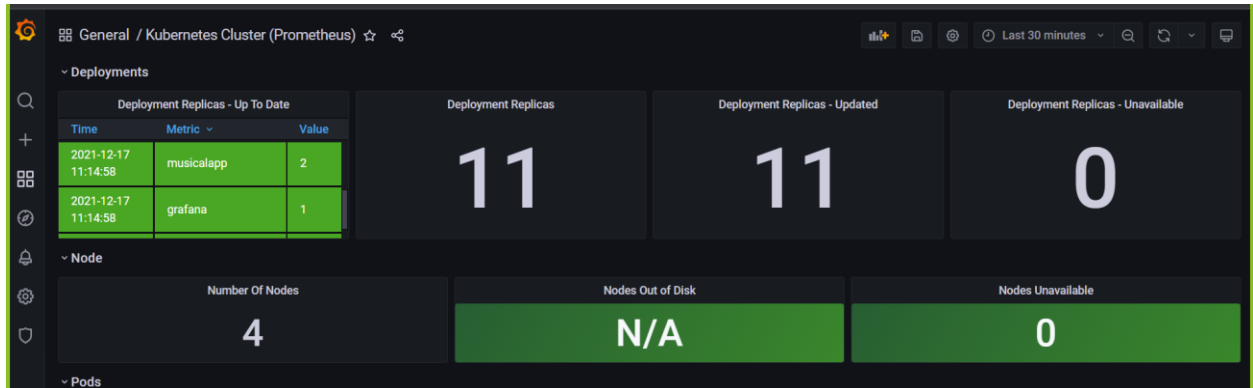 General / Kubernetes Cluster (Prometheus)
Last 30 minutes
Deployments
Deployment Replicas - Up To Date
Time Metric Value
2021-12-17
11:14:58
musicalapp 2
2021-12-17
11:14:58
grafana 1
Deployment Replicas
11
Deployment Replicas - Updated
11
Deployment Replicas - Unavailable
0
Node
Number Of Nodes
4
Nodes Out of Disk
N/A
Nodes Unavailable
0
Pods